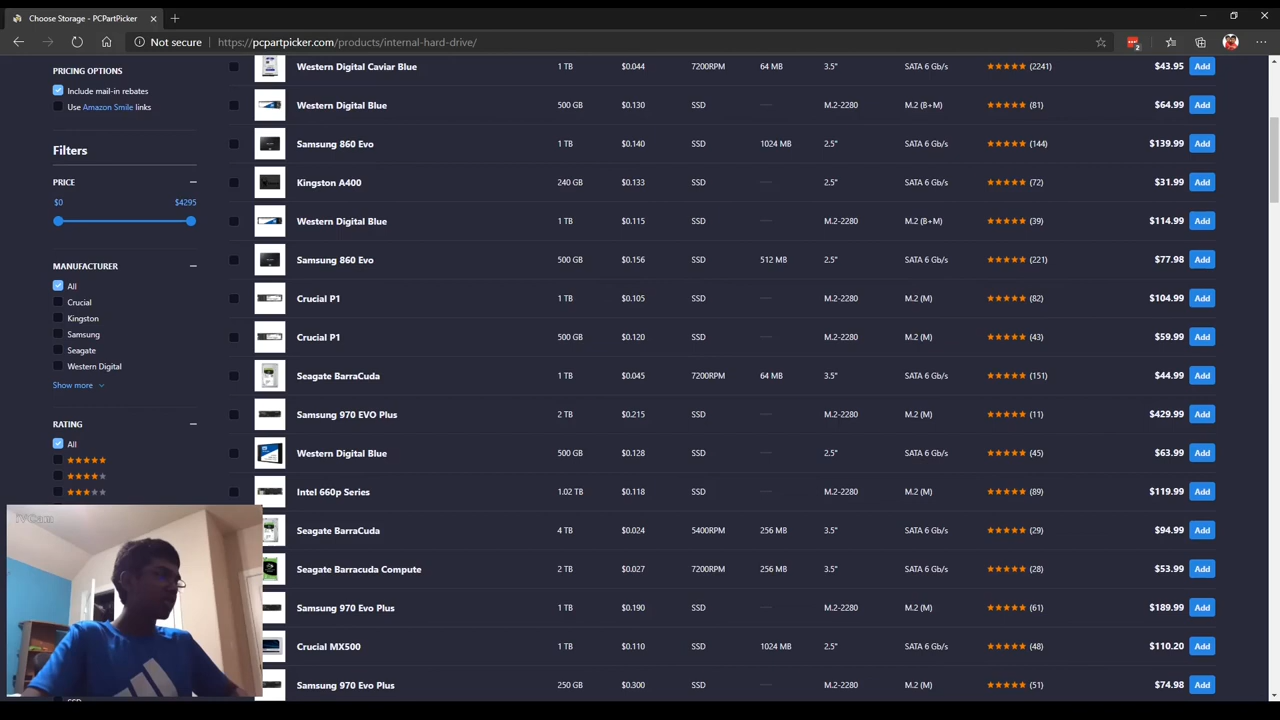 Choose Storage - PCPartPicker
Not secure https://pcpartpicker.com/products/internal-hard-drive/
PRICING OPTIONS
Include mail-in rebates
Use Amazon Smile links
Filters
PRICE
$0 $4295
MANUFACTURER
All
Crucial
Kingston
Samsung
Seagate
Western Digital
Show more
RATING
All
Western Digital Caviar Blue 1 TB $0.044 64 MB 3.5" SATA 6 Gb/s (2241) $43.95 Add
Western Digital Blue 500 GB $0.130 SSD M.2-2280 M.2 (B+M) (81) $64.99 Add
Samsung 860 Evo 1 TB $0.140 SSD 1024 MB 2.5" SATA 6 Gb/s (144) $139.99 Add
Kingston 240 GB $0.133 SSD 2.5" SATA 6 Gb/s (72) $31.99 Add
Western Digital Blue 1 TB $0.115 SSD M.2-2280 M.2 (B+M) (39) $114.99 Add
Samsung 860 Evo 500 GB $0.156 SSD 512 MB 2.5" SATA 6 Gb/s (221) $77.98 Add
Crucial P1 1 TB $0.105 SSD M.2-2280 M.2 (M) (82) Add
Crucial P1 500 GB $0.120 SSD M.2-2280 M.2 (M) (43) $59.99 Add
Seagate BarraCuda 1 TB $0.045 64 MB 3.5" SATA 6 Gb/s (151) $44.99 Add
Samsung 970 EVO Plus 2 TB $0.215 SSD M.2-2280 M.2 (M) (11) $429.99 Add
Western Digital Blue 500 GB $0.128 SSD 2.5" SATA 6 Gb/s (45) $63.99 Add
Intel 660p Series 1.02 TB $0.118 SSD M.2-2280 M.2 (M) (89) $119.99 Add
Seagate BarraCuda 4 TB $0.024 5400RPM 256 MB 3.5" SATA 6 Gb/s (29) $94.99 Add
Seagate Barracuda Compute 2 TB $0.027 7200RPM 256 MB 3.5" SATA 6 Gb/s (28) $53.99 Add
Samsung 970 Evo Plus 1 TB $0.190 SSD M.2-2280 M.2 (M) (61) $189.99 Add
Crucial MX500 1 TB $0.110 SSD 1024 MB 2.5" SATA 6 Gb/s (48) $110.20 Add
Samsung 970 Evo Plus 250 GB $0.300 SSD M.2-2280 M.2 (M) (51) $74.98 Add
iVCam